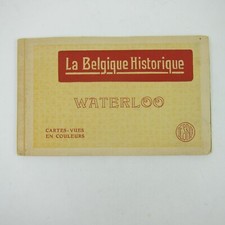 La Belgique Historique
WATERLOO
CARTES-VUES
EN COULEURS